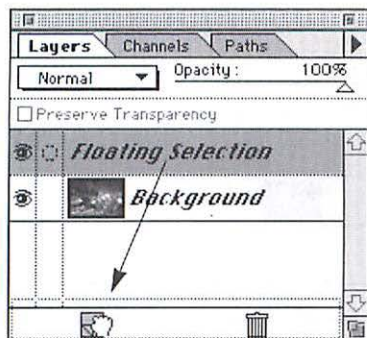 Layers Channels Paths
Normal Opacity: 100%
Preserve Transparency
Floating Selection
Background